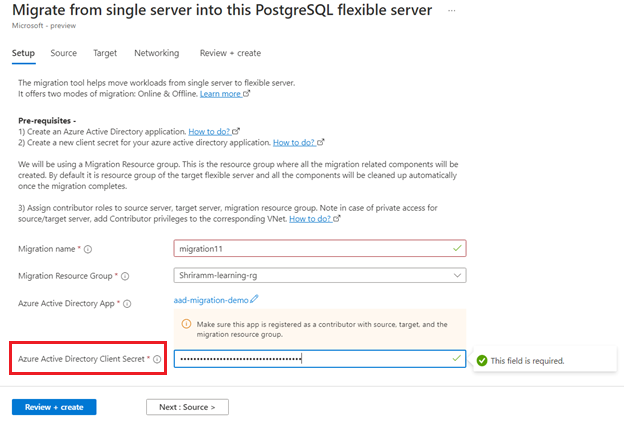 Migrate from single server into this PostgreSQL flexible server ...
Microsoft - preview
Setup Source Target Networking Review + create
The migration tool helps move workloads from single server to flexible server.
It offers two modes of migration: Online & Offline. Learn more
Pre-requisites -
1) Create an Azure Active Directory application. How to do?
2) Create a new client secret for your azure active directory application. How to do?
We will be using a Migration Resource group. This is the resource group where all the migration related components will be
created. By default it is resource group of the target flexible server and all the components will be cleaned up automatically
once the migration completes.
3) Assign contributor roles to source server, target server, migration resource group. Note in case of private access for
source/target server, add Contributor privileges to the corresponding VNet. How to do?
Migration name * migration11
Migration Resource Group * Shriramm-learning-rg
Azure Active Directory App * aad-migration-demo
Make sure this app is registered as a contributor with source, target, and the
migration resource group.
Azure Active Directory Client Secret * This field is required.
Review + create Next : Source >